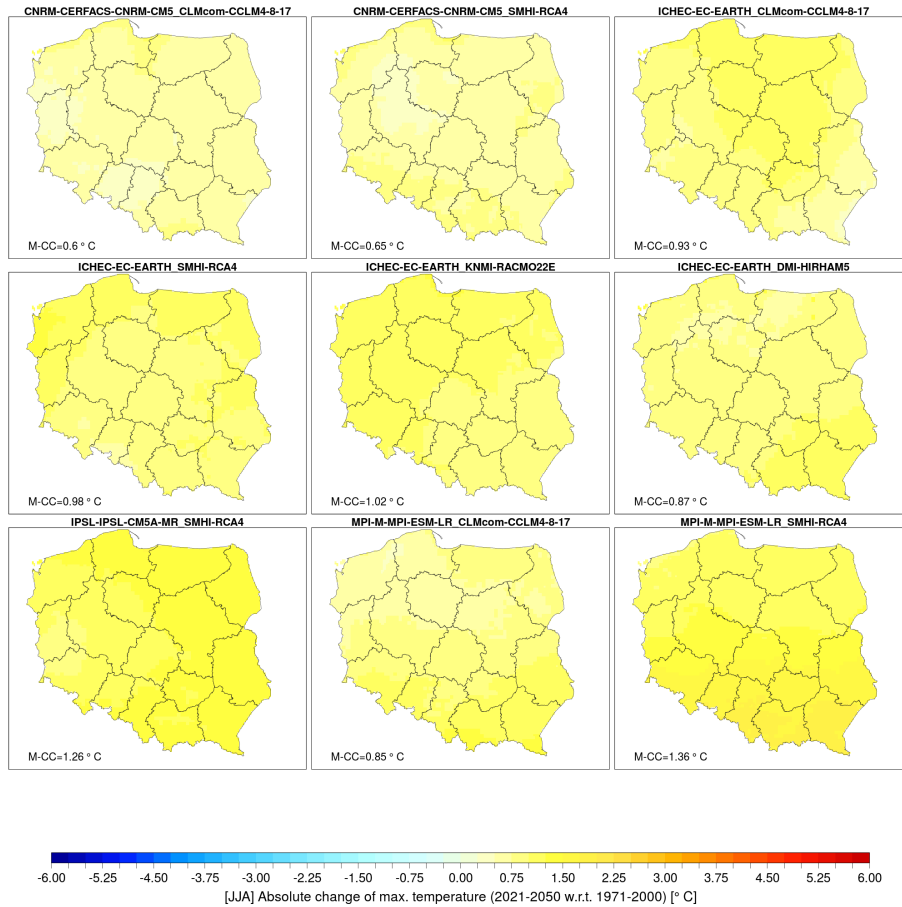 CNRM-CERFACS-CNRM-CM5_CLMcom-CCLM4-8-17
CNRM-CERFACS-CNRM-CM5_SMHI-RCA4
ICHEC-EC-EARTH_CLMcom-CCLM4-8-17
M-CC=0.6 ° C
M-CC=0.65 ° C
M-CC=0.93 ° C
ICHEC-EC-EARTH_SMHI-RCA4
ICHEC-EC-EARTH_KNMI-RACMO22E
ICHEC-EC-EARTH_DMI-HIRHAM5
M-CC=0.98 ° C
M-CC=1.02 ° C
M-CC=0.87 ° C
IPSL-IPSL-CM5A-MR_SMHI-RCA4
MPI-M-MPI-ESM-LR_CLMcom-CCLM4-8-17
MPI-M-MPI-ESM-LR_SMHI-RCA4
M-CC=1.26 ° C
M-CC=0.85 ° C
M-CC=1.36 ° C
-6.00 -5.25 -4.50 -3.75 -3.00 -2.25 -1.50 -0.75 0.00 0.75 1.50 2.25 3.00 3.75 4.50 5.25 6.00
[JJA] Absolute change of max. temperature (2021-2050 w.r.t. 1971-2000) [° C]